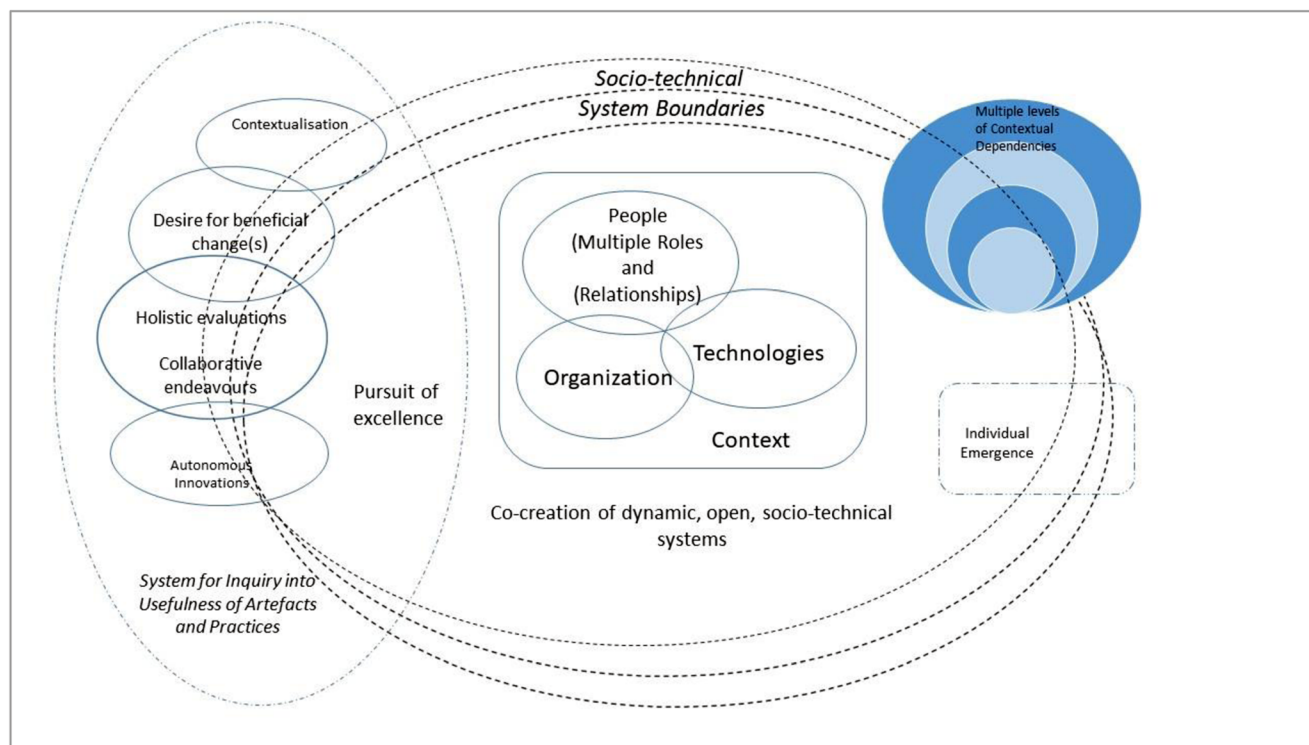 Socio-technical
System Boundaries
Contextualisation
Desire for beneficial
change(s)
Holistic evaluations
Collaborative
endeavours
Autonomous
Innovations
Pursuit of
excellence
System for Inquiry into
Usefulness of Artefacts
and Practices
People
(Multiple Roles
and
(Relationships)
Technologies
Organization
Context
Co-creation of dynamic, open, socio-technical
systems
Multiple levels
of Contextual
Dependencies
Individual
Emergence